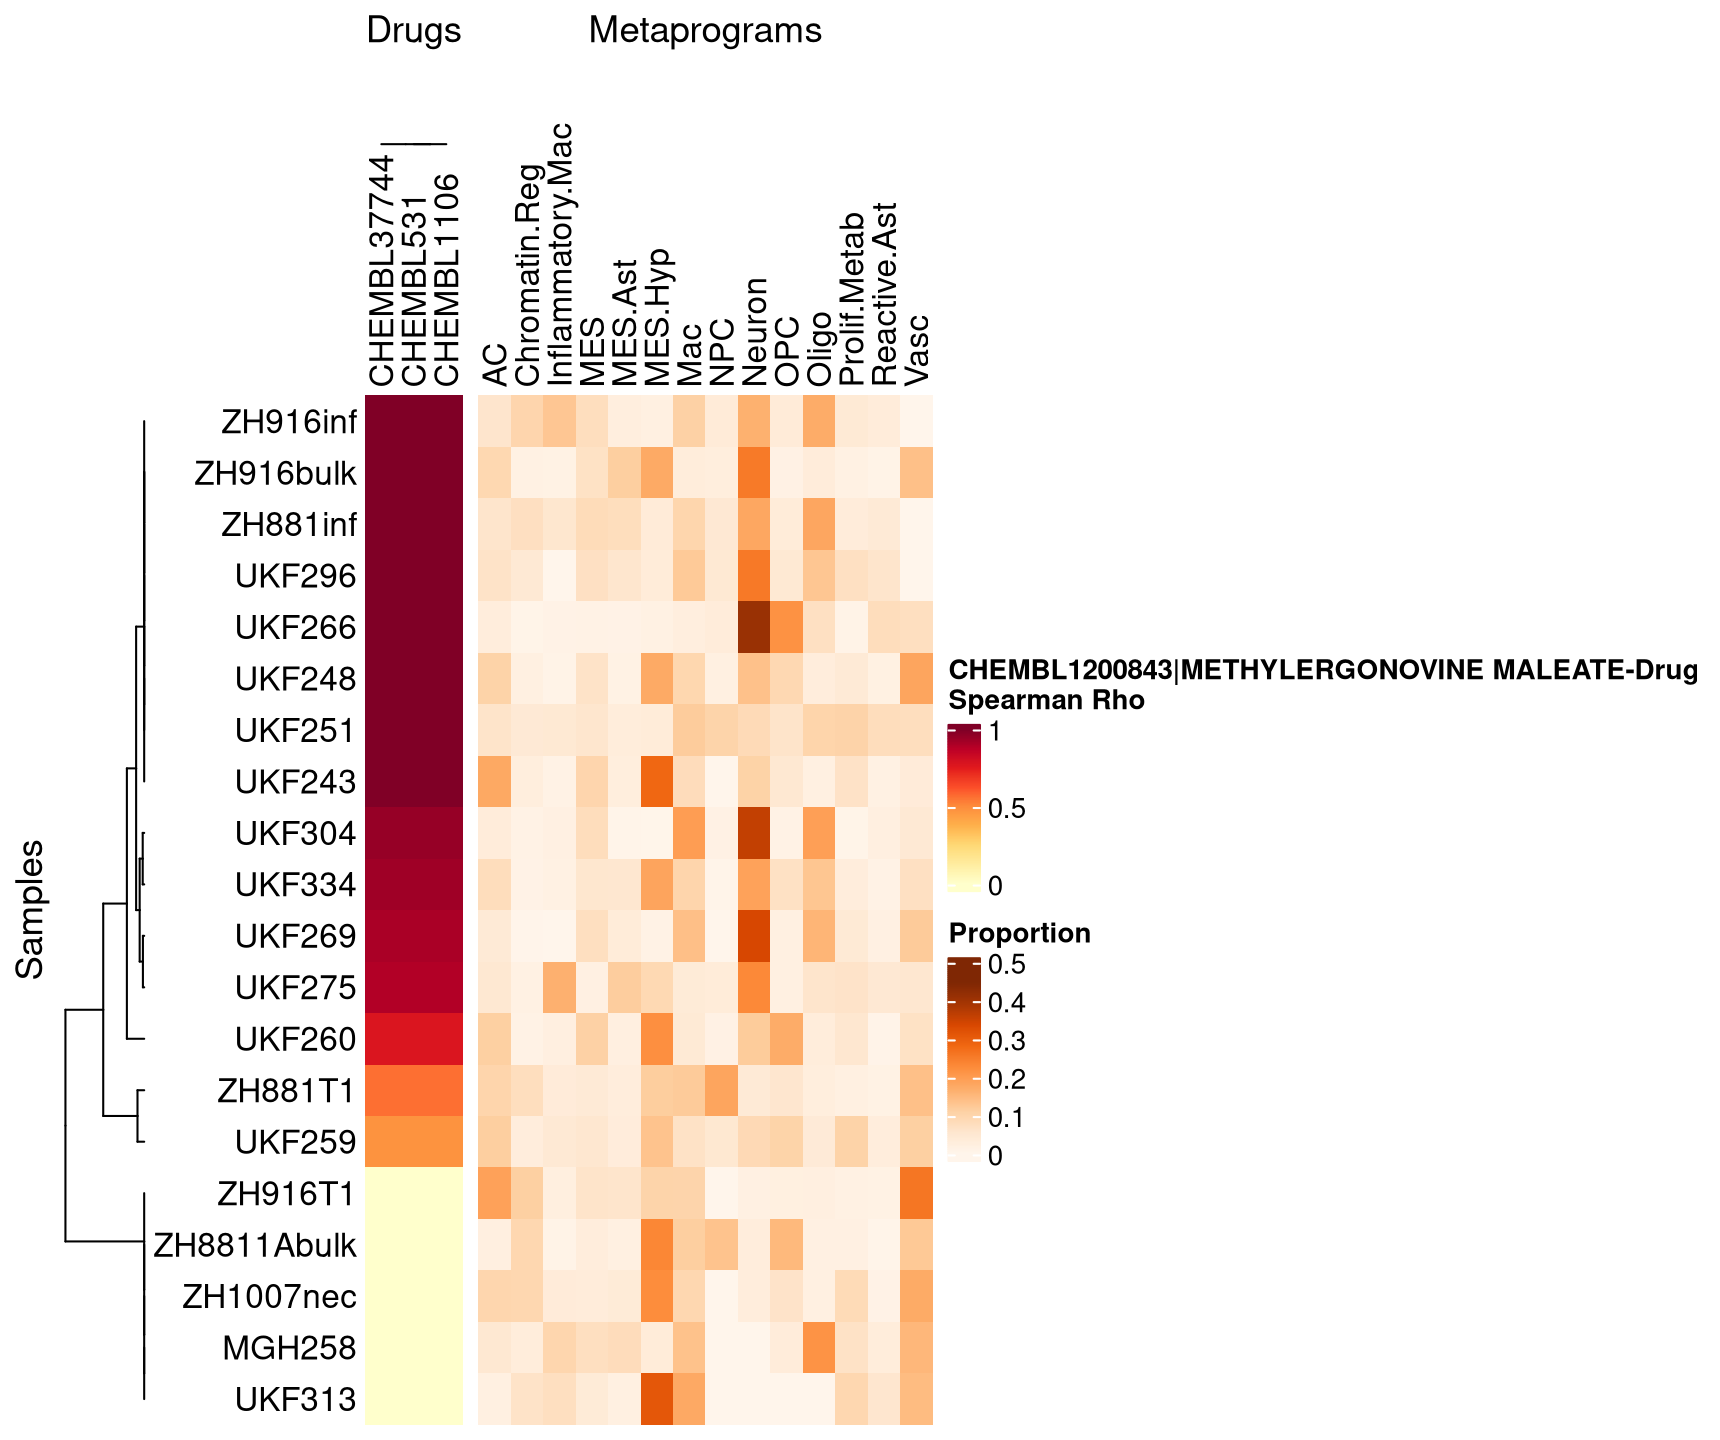 Drugs
Metaprograms
CHEMBL37744
CHEMBL531
CHEMBL1106
AC
Chromatin.Reg
Inflammatory.Mac
MES
MES.Ast
MES.Hyp
Mac
NPC
Neuron
OPC
Oligo
Prolif.Metab
Reactive.Ast
Vasc
Samples
ZH916inf
ZH916bulk
ZH881inf
UKF296
UKF266
UKF248
UKF251
UKF243
UKF304
UKF334
UKF269
UKF275
UKF260
ZH881T1
UKF259
ZH916T1
ZH8811Abulk
ZH1007nec
MGH258
UKF313
CHEMBL1200843|METHYLERGONOVINE MALEATE-Drug
Spearman Rho
1
0.5
0
Proportion
0.5
0.4
0.3
0.2
0.1
0